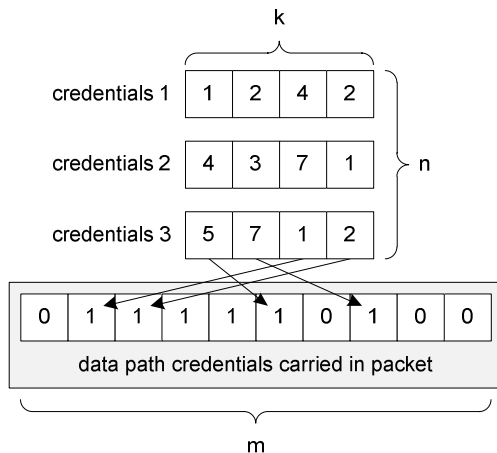 k
credentials 1 1 2 4 2
credentials 2 4 3 7 1
n
credentials 3 5 7 1 2
0 1 1 1 1 1 0 1 0 0
data path credentials carried in packet
m